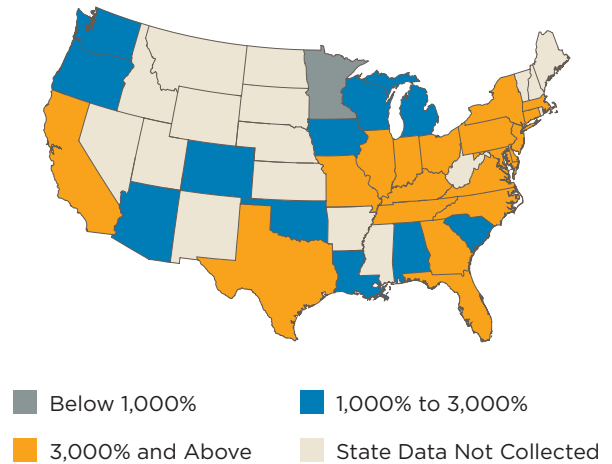 Below 1,000%
1,000% to 3,000%
3,000% and Above
State Data Not Collected